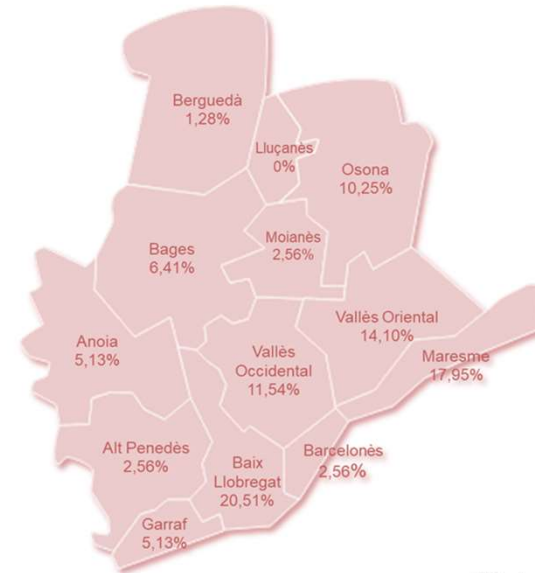 Berguedà
1,28%
Lluçanès
0%
Osona
10,25%
Moianès
2,56%
Bages
6,41%
Vallès Oriental
14,10%
Anoia
5,13%
Vallès
Occidental
11,54%
Maresme
17,95%
Alt Penedès
2,56%
Baix
Llobregat
20,51%
Barcelonès
2,56%
Garraf
5,13%